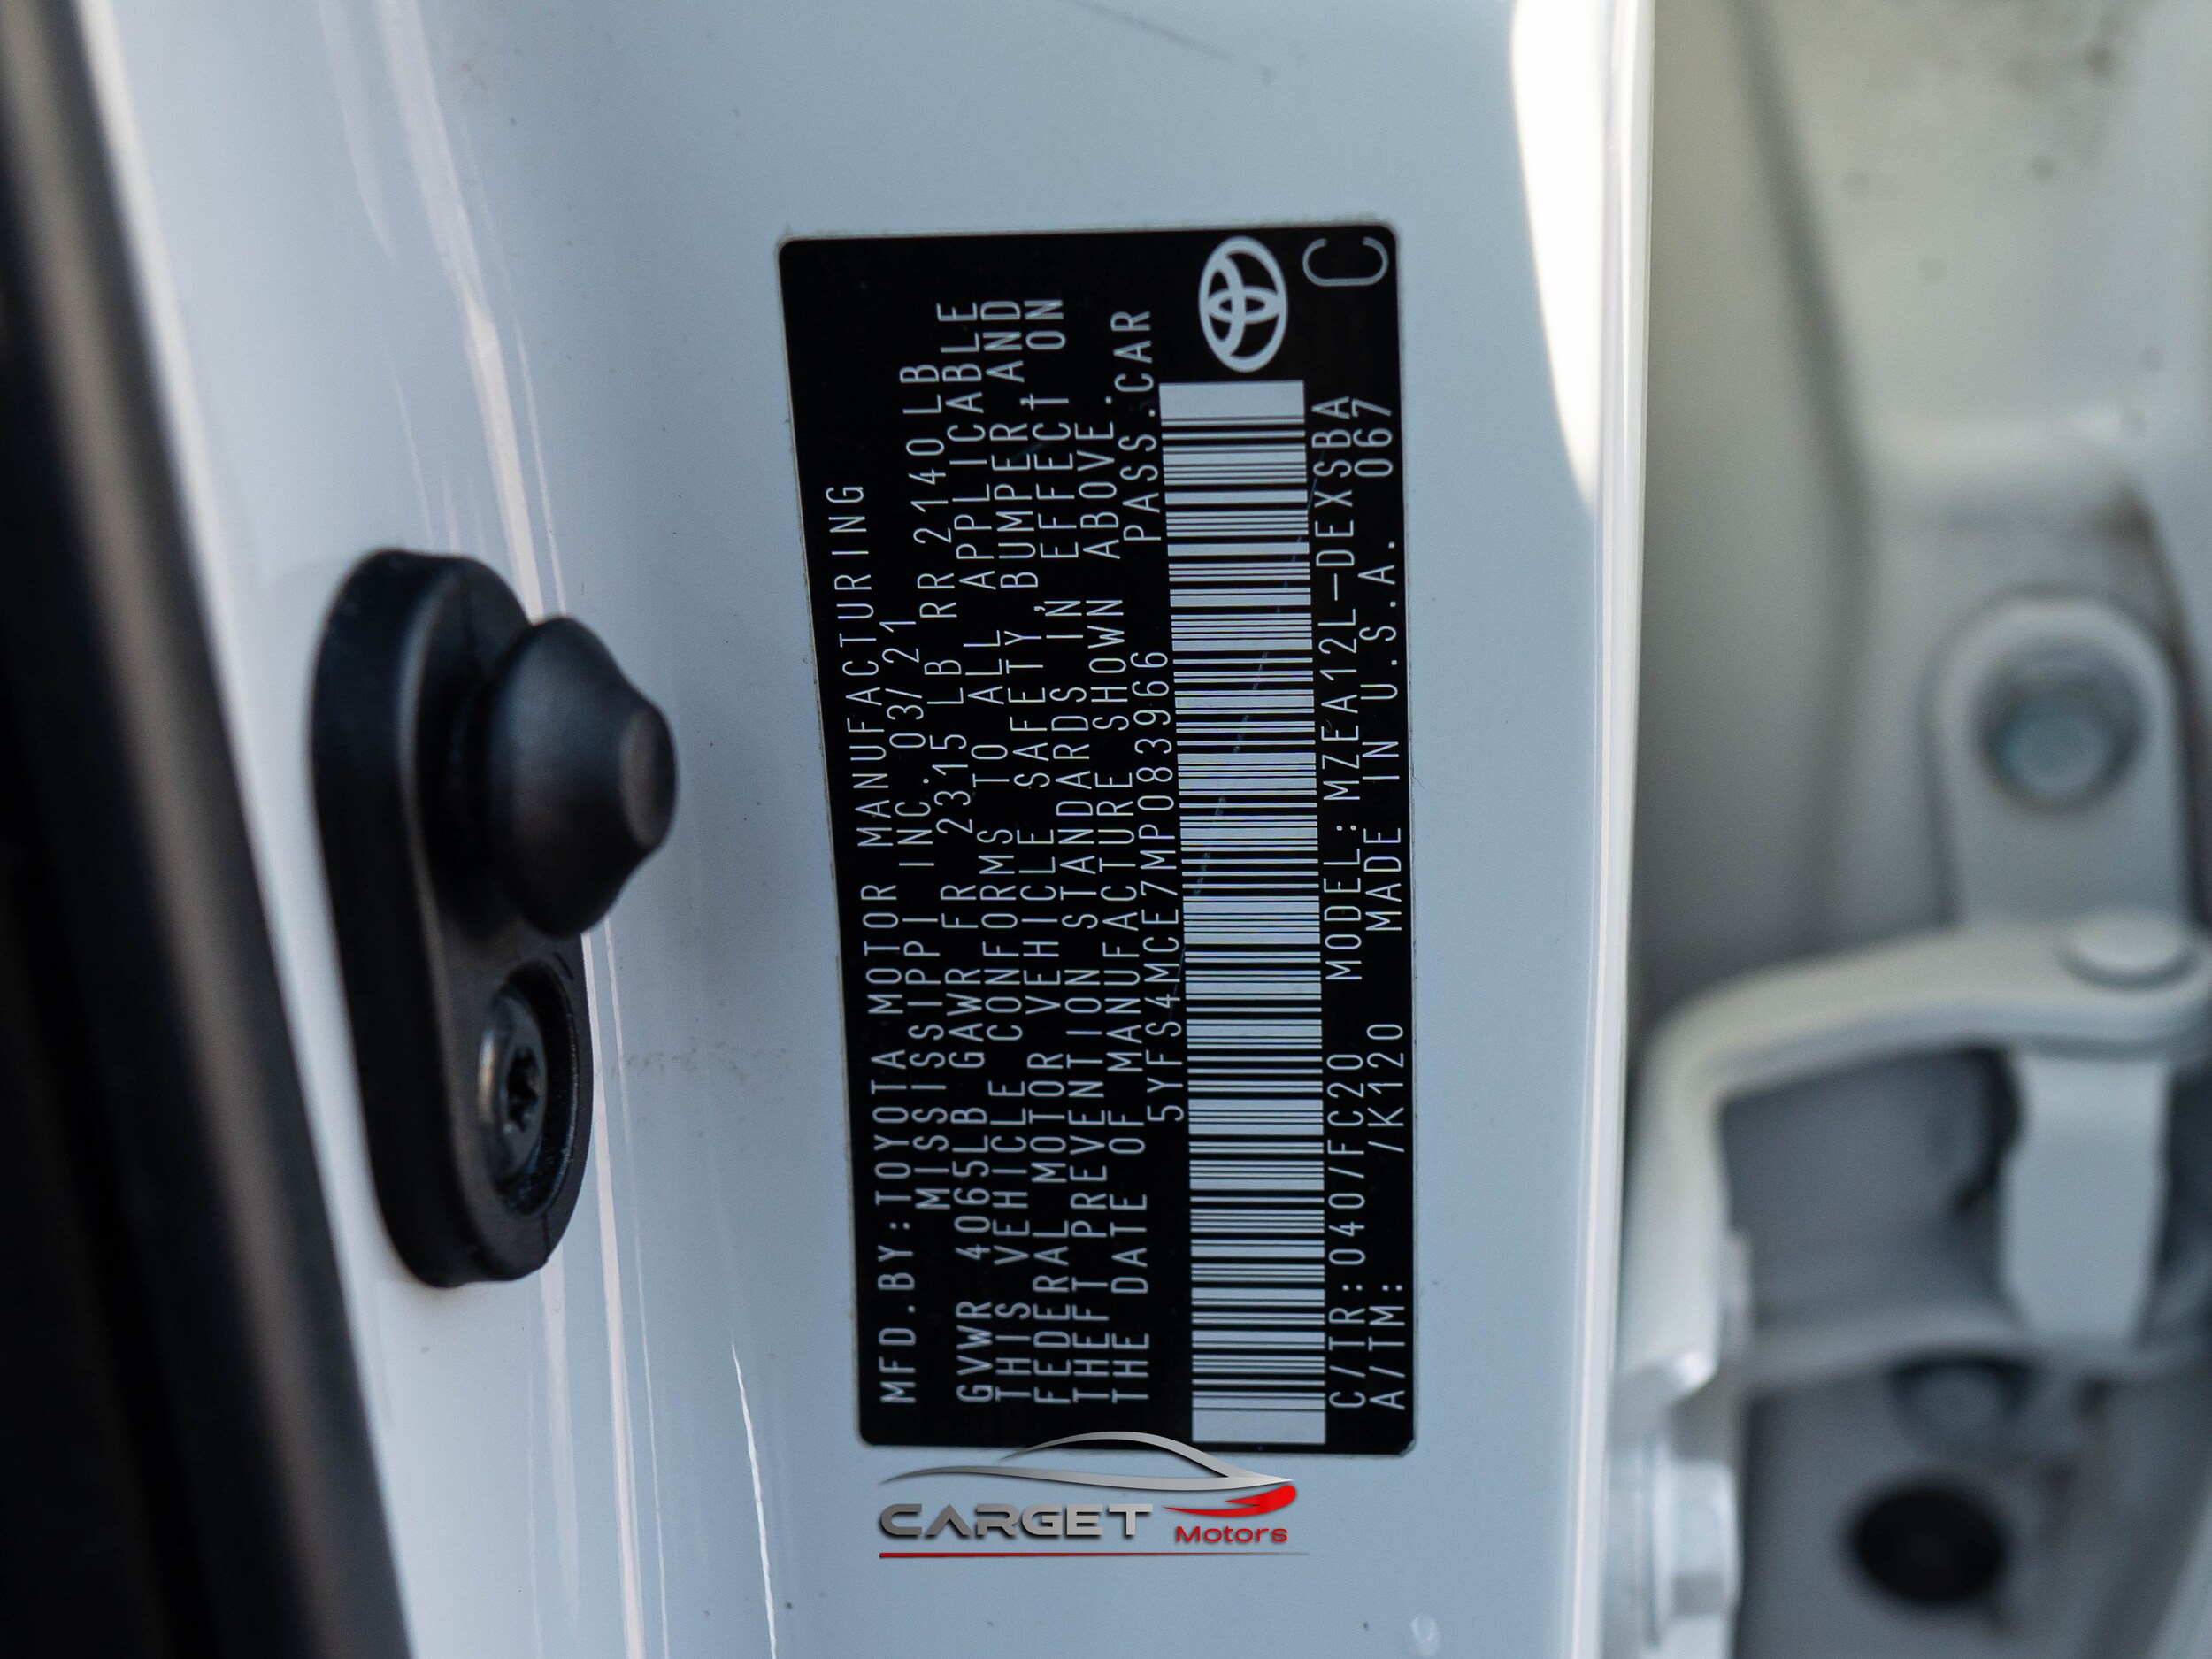 MFD.BY:TOYOTA MOTOR MANUFACTURING
MISSISSIPPI INC. 03/21
GVWR 4065LB GAWR FR 2315 LB RR 2140LB
THIS VEHICLE CONFORMS TO ALL APPLICABLE
FEDERAL MOTOR VEHICLE SAFETY, BUMPER, AND
THEFT PREVENTION STANDARDS IN EFFECT ON
THE DATE OF MANUFACTURE SHOWN ABOVE.
5YFS4MCE7MP083966 PASS.CAR
C/TR:040/FC20 MODEL:MZEA12L-DEXSBA
A/TM: /K120 MADE IN U.S.A. 067
C
CARGET
Motors